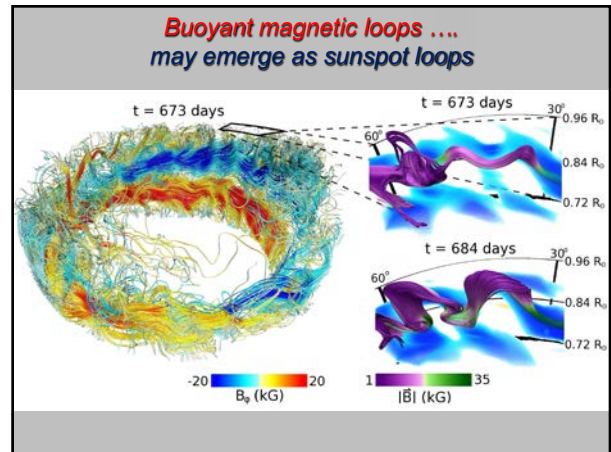 Buoyant magnetic loops ....
may emerge as sunspot loops
t = 673 days
-20
20
Bφ (kG)
t = 673 days
60°
30°
0.96 R⊙
0.84 R⊙
0.72 R⊙
t = 684 days
60°
30°
0.96 R⊙
0.84 R⊙
0.72 R⊙
1
35
|B⃗| (kG)